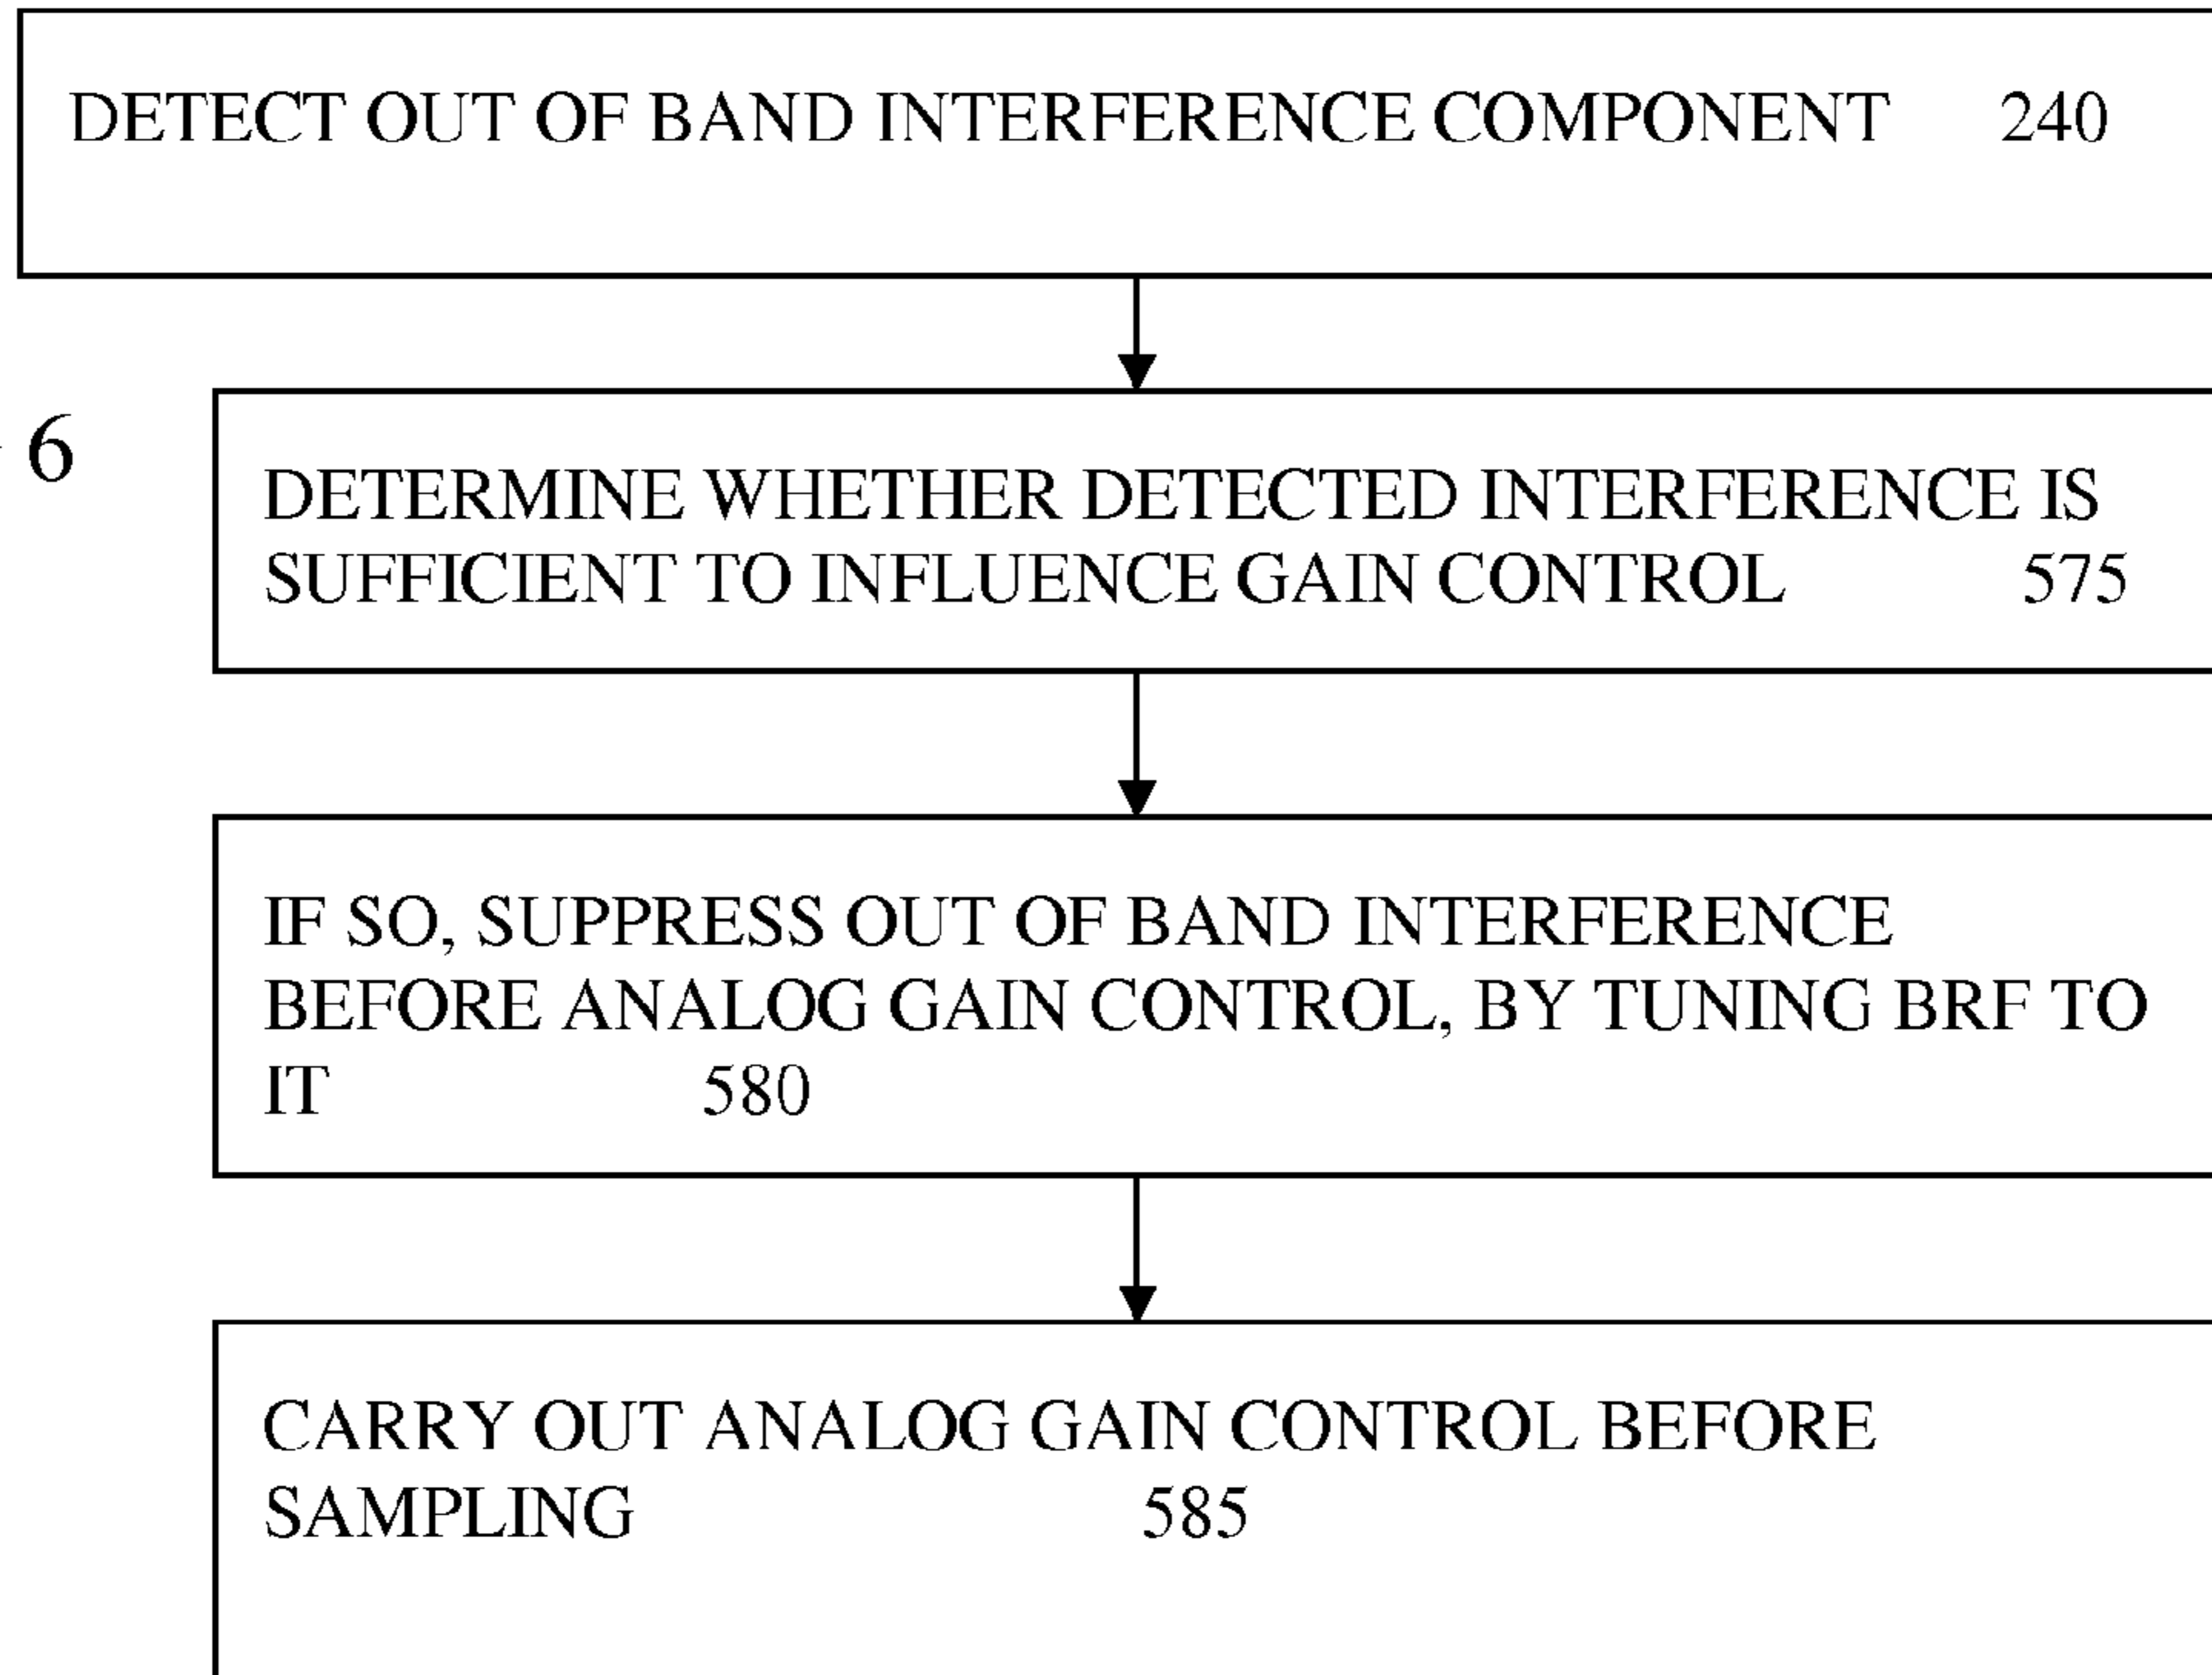 DETECT OUT OF BAND INTERFERENCE COMPONENT 240
6
DETERMINE WHETHER DETECTED INTERFERENCE IS
SUFFICIENT TO INFLUENCE GAIN CONTROL 575
IF SO, SUPPRESS OUT OF BAND INTERFERENCE
BEFORE ANALOG GAIN CONTROL, BY TUNING BRF TO
IT 580
CARRY OUT ANALOG GAIN CONTROL BEFORE
SAMPLING 585